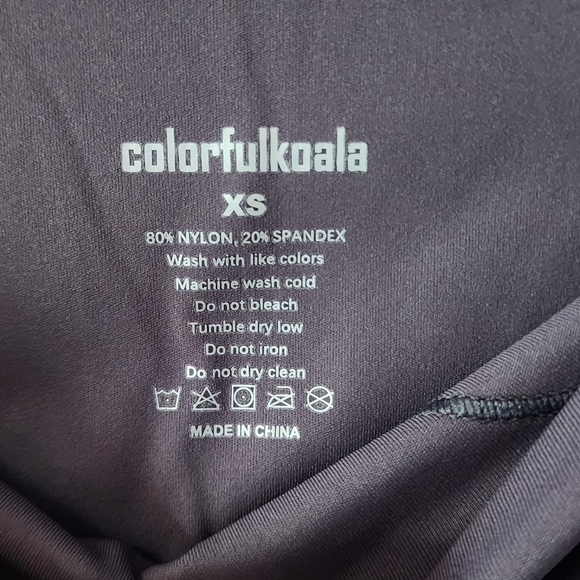 colorfulkoala
XS
80% NYLON, 20% SPANDEX
Wash with like colors
Machine wash cold
Do not bleach
Tumble dry low
Do not iron
Do not dry clean
MADE IN CHINA